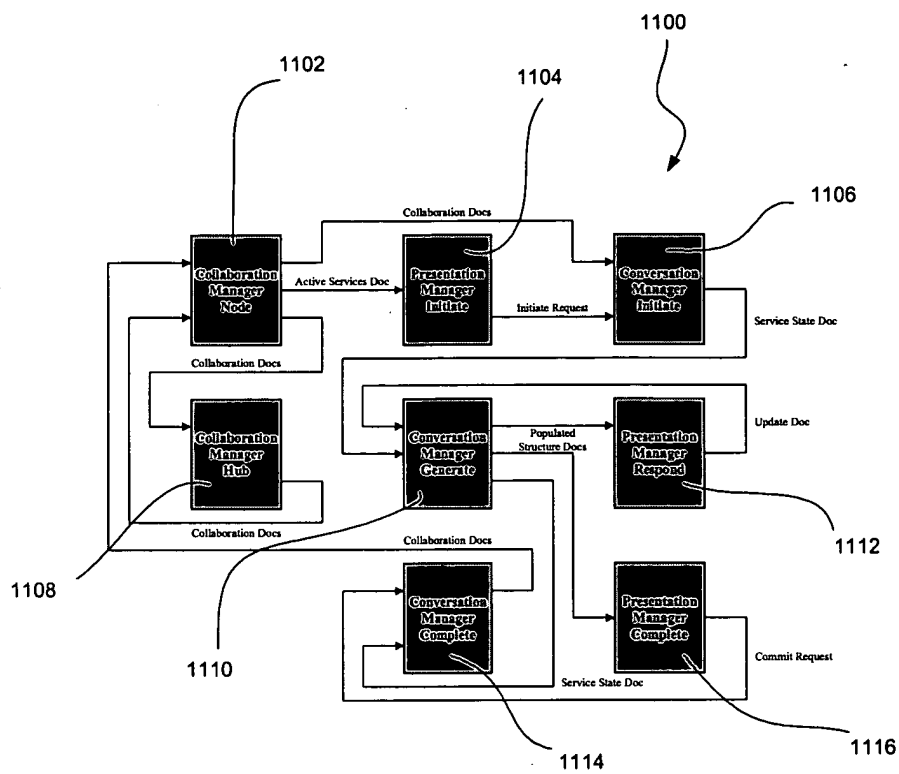 1100
1102
1104
1106
Collaboration Docs
Collaboration
Manager
Node
Active Services Doc
Presentation
Manager
Initiate
Initiate Request
Conversation
Manager
Initiate
Service State Doc
Collaboration Docs
Collaboration
Manager
Hub
Conversation
Manager
Generate
Populated
Structure Docs
Presentation
Manager
Respond
Update Doc
Collaboration Docs
Collaboration Docs
1108
1110
1112
Conversation
Manager
Complete
Presentation
Manager
Complete
Commit Request
Service State Doc
1114
1116